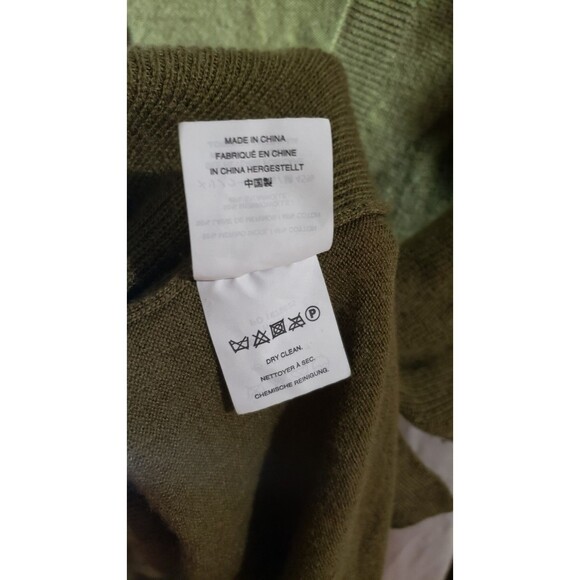 MADE IN CHINA
FABRIQUÉ EN CHINE
IN CHINA HERGESTELLT
中国製
P
DRY CLEAN.
NETTOYER À SEC.
CHEMISCHE REINIGUNG.